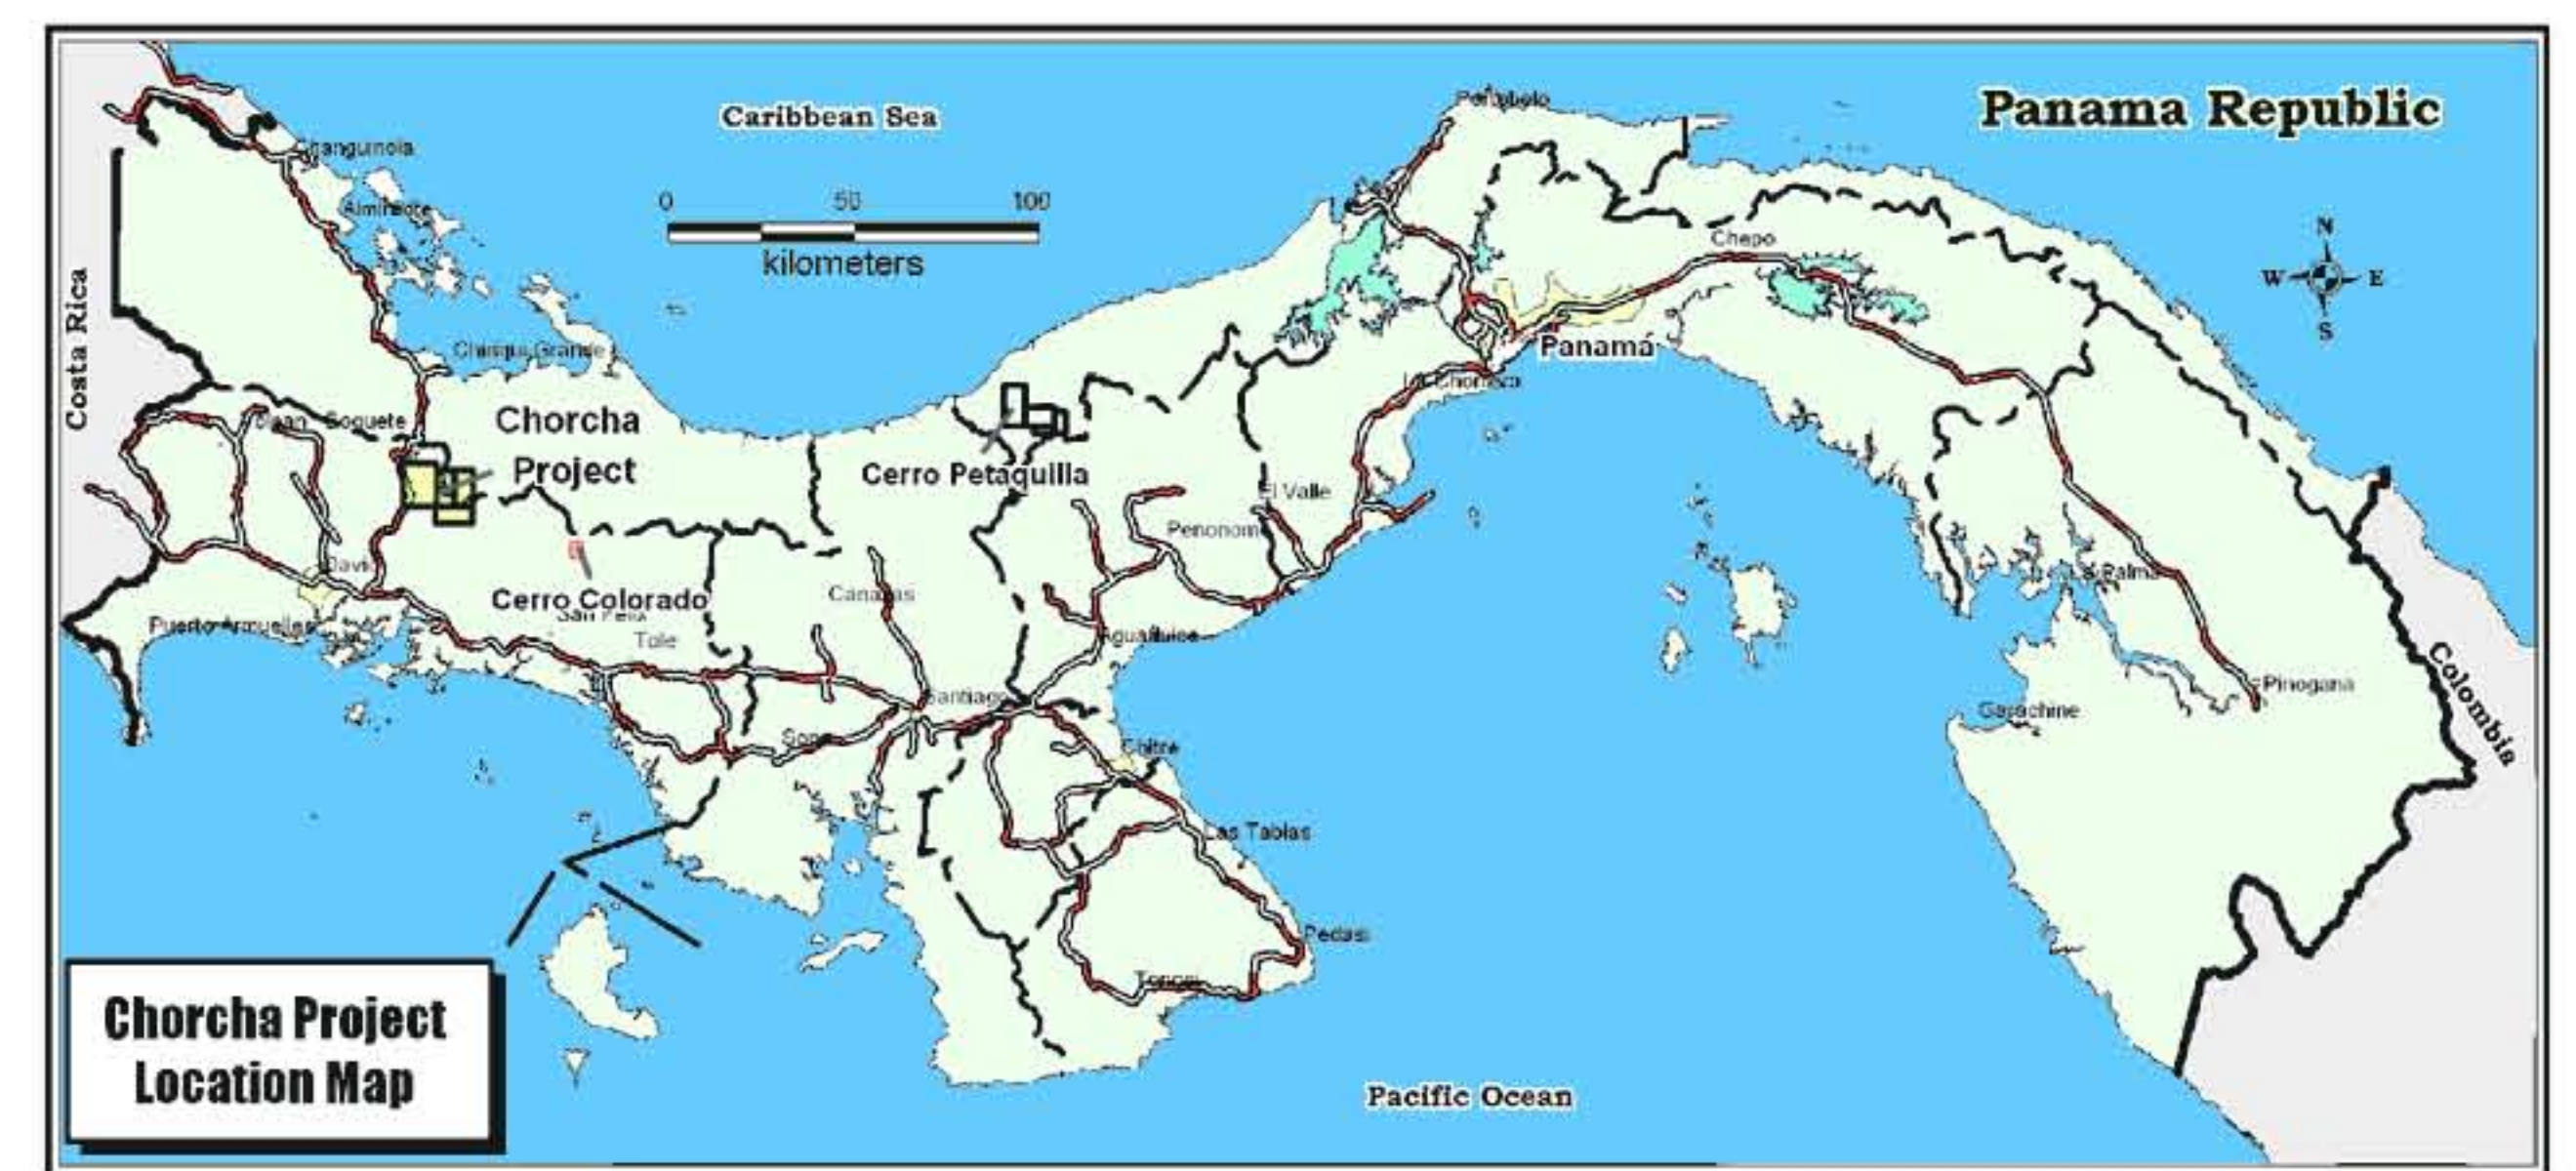 Panama Republic
Caribbean Sea
Portobelo
Changuinola
Almirante
0 50 100
kilometers
Chepo
N
W E
S
Costa Rica
Chiriqui Grande
Panamá
La Chorrera
Boquete
Chorcha
Project
Cerro Petaquilla
El Valle
Penonome
David
Cerro Colorado
San Felix
Tole
Canazas
Puerto Armuelles
Aguadulce
La Palma
Colombia
Santiago
Pinogana
Garachine
Sona
Chitre
Las Tablas
Pedasi
Tonosi
Chorcha Project
Location Map
Pacific Ocean